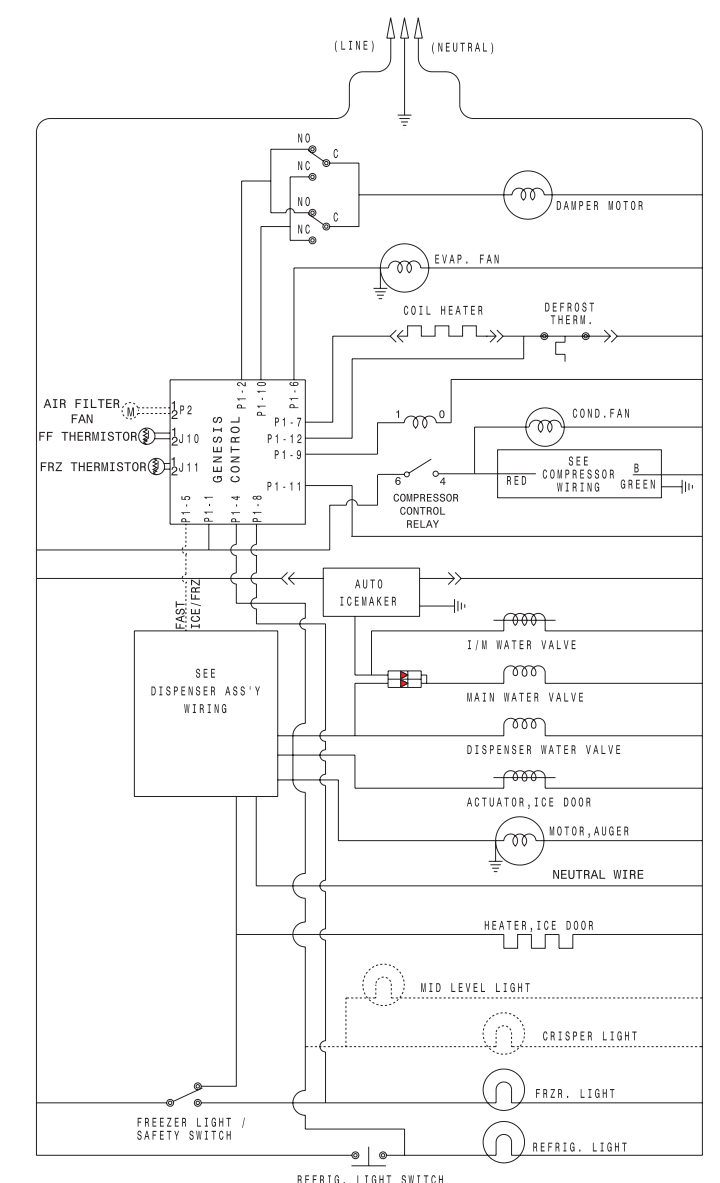 (LINE)
(NEUTRAL)
NO
C
NC
NO
C
NC
DAMPER MOTOR
EVAP. FAN
COIL HEATER
DEFROST
THERM.
AIR FILTER
FAN
M
1
2
P2
FF THERMISTOR
1
2
J10
FRZ THERMISTOR
1
2
J11
GENESIS
CONTROL
P1-2
P1-10
P1-6
P1-7
P1-12
P1-9
P1-11
P1-5
P1-1
P1-4
P1-8
1
0
COND.FAN
6
4
COMPRESSOR
CONTROL
RELAY
RED
SEE
COMPRESSOR
WIRING
B
GREEN
FAST
ICE/FRZ
AUTO
ICEMAKER
I/M WATER VALVE
SEE
DISPENSER ASS'Y
WIRING
MAIN WATER VALVE
DISPENSER WATER VALVE
ACTUATOR,ICE DOOR
MOTOR,AUGER
NEUTRAL WIRE
HEATER,ICE DOOR
MID LEVEL LIGHT
CRISPER LIGHT
FRZR. LIGHT
FREEZER LIGHT /
SAFETY SWITCH
REFRIG. LIGHT
REFRIG. LIGHT SWITCH